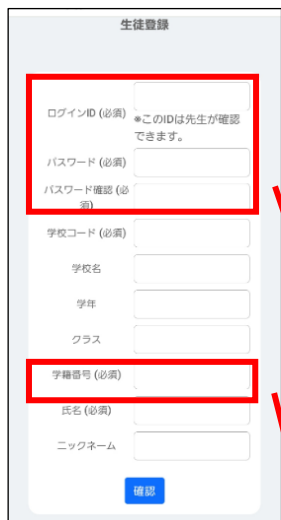 生徒登録
ログインID (必須)
※このIDは先生が確認
できます。
パスワード (必須)
パスワード確認 (必
須)
学校コード (必須)
学校名
学年
クラス
学籍番号 (必須)
氏名 (必須)
ニックネーム
確認